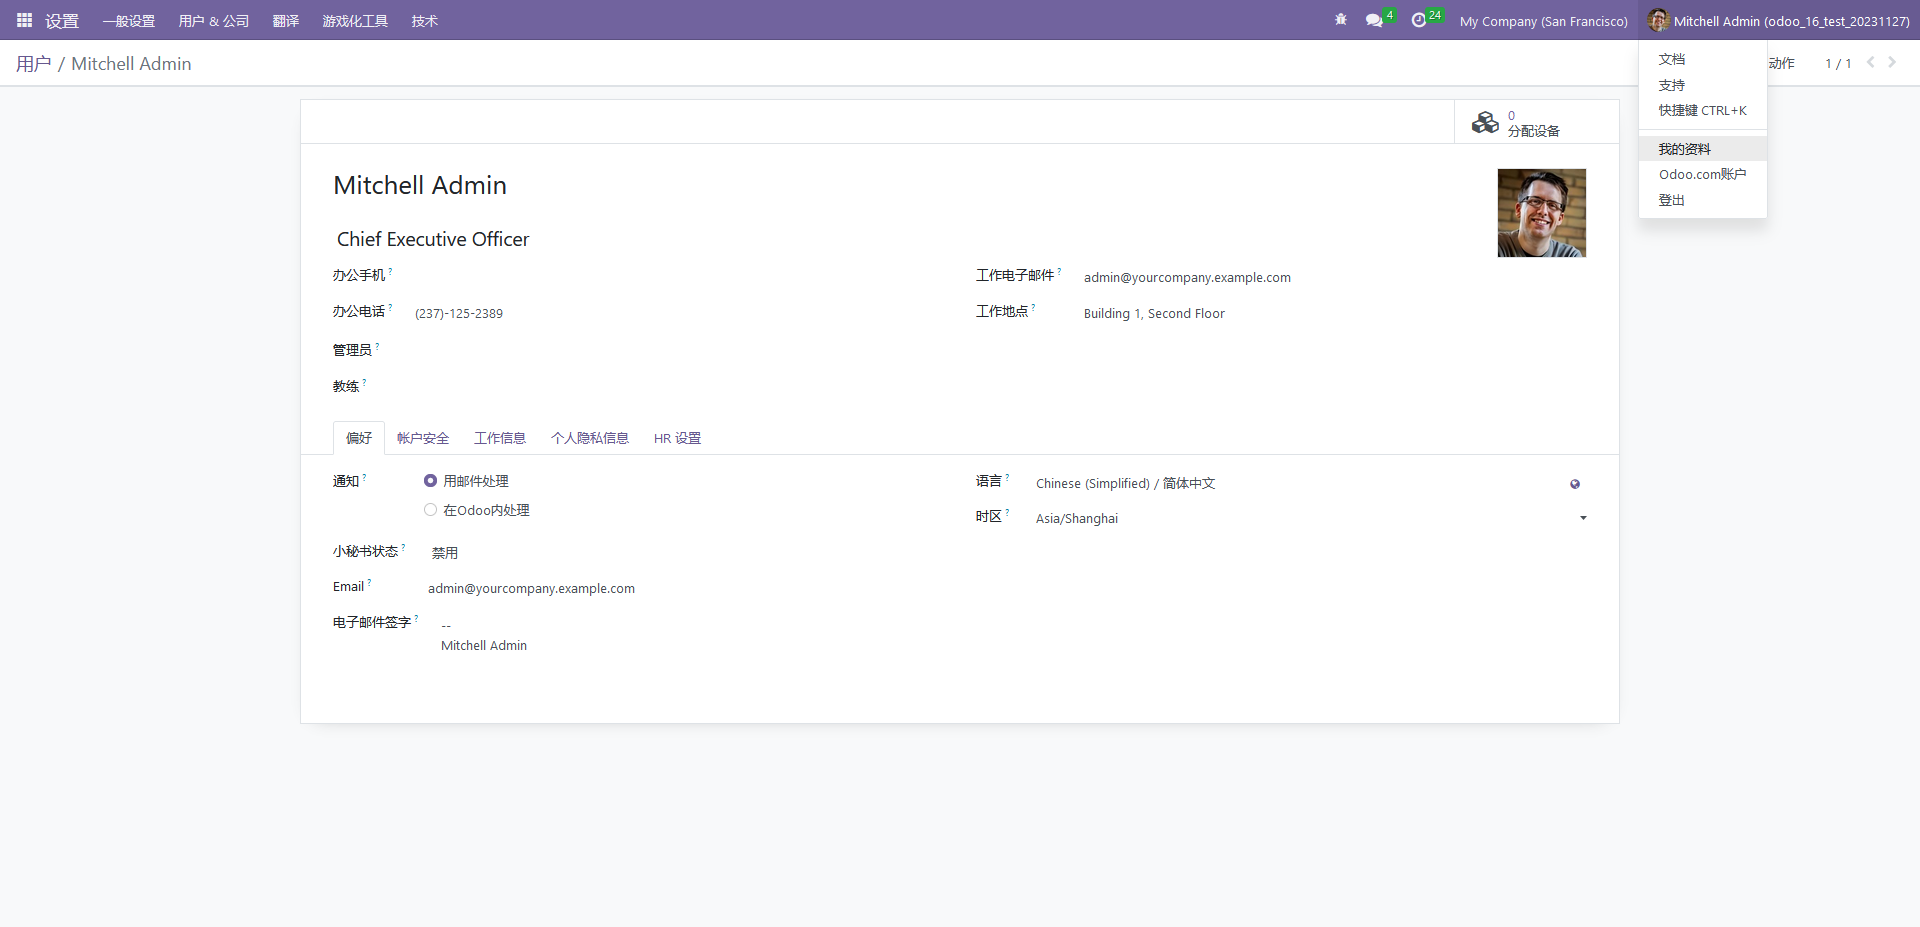 设置 一般设置 用户 & 公司 翻译 游戏化工具 技术 4 24 My Company (San Francisco) Mitchell Admin (odoo_16_test_20231127)
用户 / Mitchell Admin 动作 1 / 1
文档
支持
快捷键 CTRL+K
我的资料
Odoo.com账户
登出
0
分配设备
Mitchell Admin
Chief Executive Officer
办公手机 ? 工作电子邮件 ? admin@yourcompany.example.com
办公电话 ? (237)-125-2389 工作地点 ? Building 1, Second Floor
管理员 ?
教练 ?
偏好 帐户安全 工作信息 个人隐私信息 HR 设置
通知 ? 用邮件处理 语言 ? Chinese (Simplified) / 简体中文
在Odoo内处理 时区 ? Asia/Shanghai
小秘书状态 ? 禁用
Email ? admin@yourcompany.example.com
电子邮件签字 ? --
Mitchell Admin